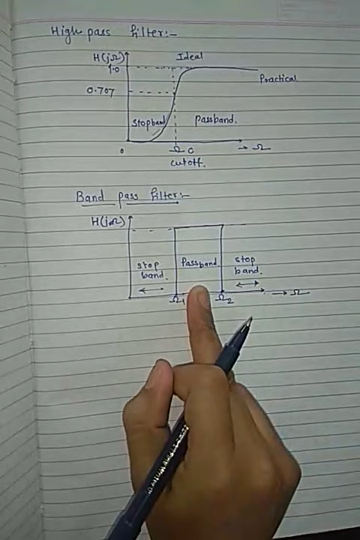 High pass filter:-
H(jΩ)
Ideal
1.0
Practical
0.707
Stopband
Passband.
0
Ω c
→ Ω
cutoff.
Band pass filter:-
H(jΩ)
stop
band.
Passband
stop
band.
Ω1
Ω2
→ Ω